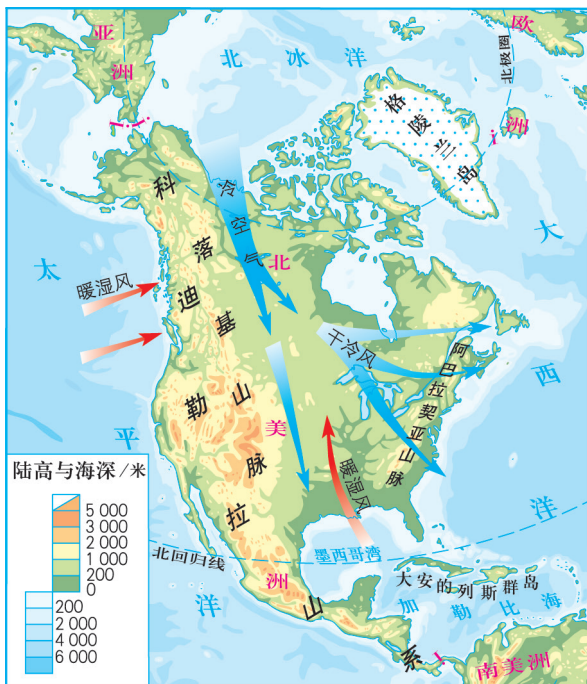 亚洲
北冰洋
欧洲
北极圈
格陵兰岛
冷空气
科迪勒拉山系
落基山脉
北美洲
太平洋
大西洋
暖湿风
干冷风
阿巴拉契亚山脉
暖湿风
墨西哥湾
北回归线
大安的列斯群岛
加勒比海
南美洲
陆高与海深/米
5 000
3 000
2 000
1 000
200
0
200
2 000
4 000
6 000